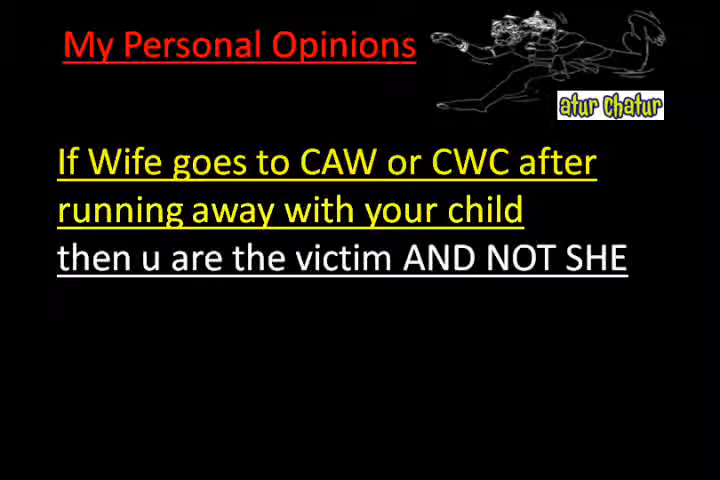 My Personal Opinions
atur chatur
If Wife goes to CAW or CWC after
running away with your child
then u are the victim AND NOT SHE